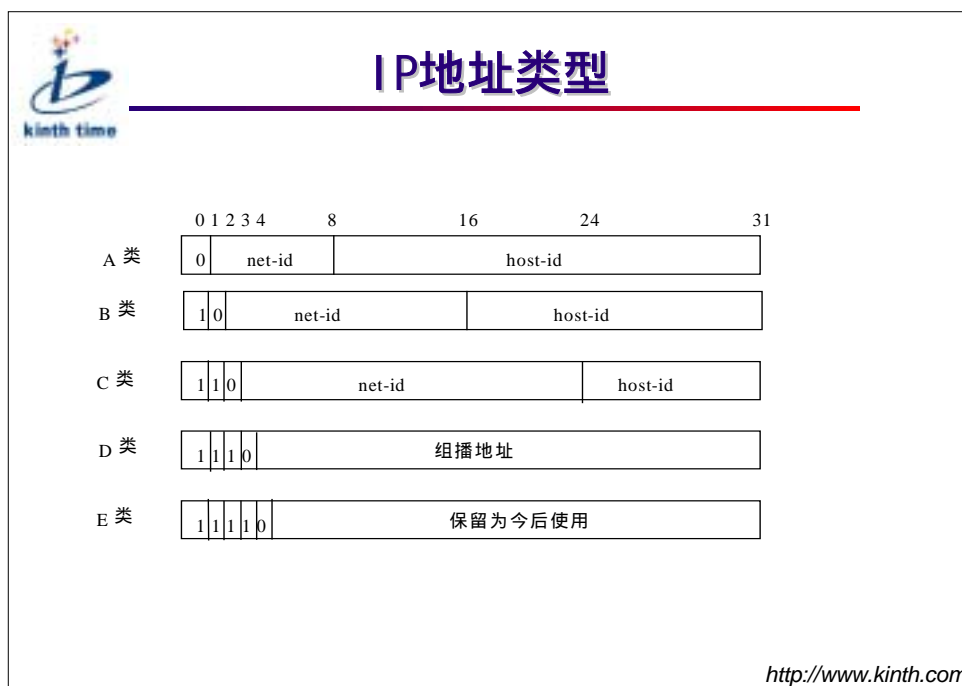 kinth time
IP地址类型
0 1 2 3 4 8 16 24 31
A 类 0 net-id host-id
B 类 1 0 net-id host-id
C 类 1 1 0 net-id host-id
D 类 1 1 1 0 组播地址
E 类 1 1 1 1 0 保留为今后使用
http://www.kinth.com